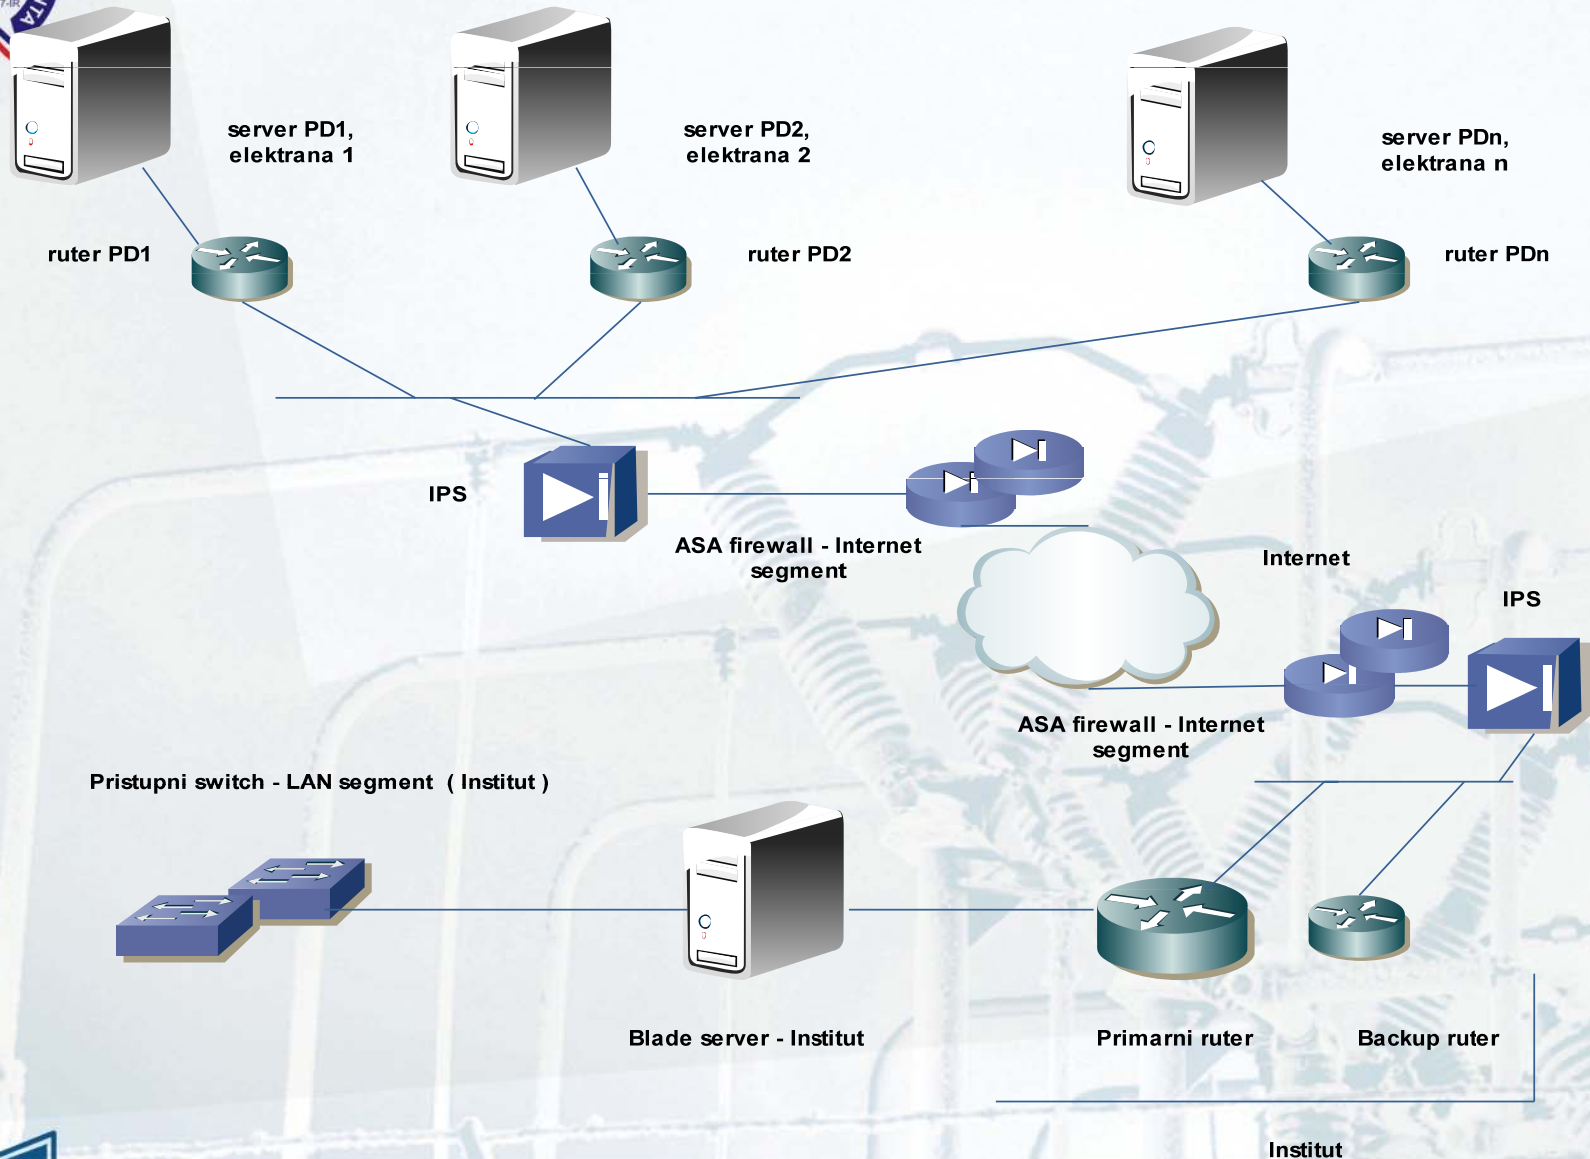 server PD1,
elektrana 1
server PD2,
elektrana 2
server PDn,
elektrana n
ruter PD1
ruter PD2
ruter PDn
IPS
ASA firewall - Internet
segment
Internet
IPS
ASA firewall - Internet
segment
Pristupni switch - LAN segment ( Institut )
Blade server - Institut
Primarni ruter
Backup ruter
Institut